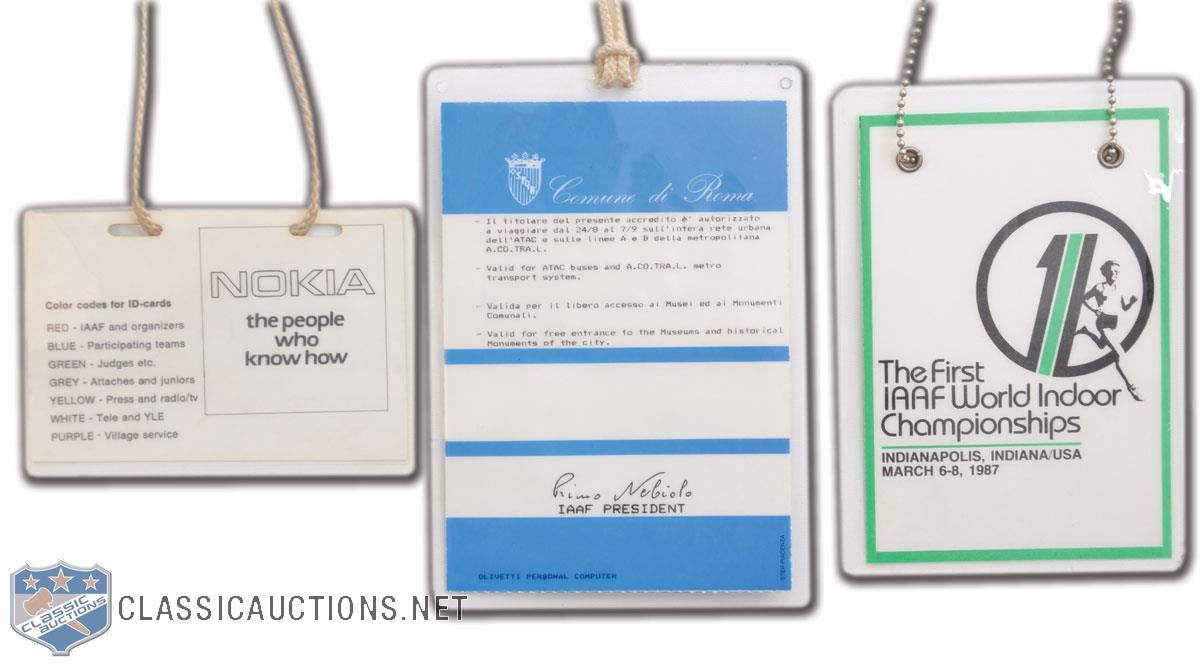 Color codes for ID-cards
RED - IAAF and organizers
BLUE - Participating teams
GREEN - Judges etc.
GREY - Attaches and juniors
YELLOW - Press and radio/tv
WHITE - Tele and YLE
PURPLE - Village service
NOKIA
the people
who
know how
SPQR
Comune di Roma
- Il titolare del presente accredito è' autorizzato
a viaggiare dal 24/8 al 7/9 sull'intera rete urbana
dell'ATAC e sulle linee A e B della metropolitana
A.CO.TRA.L.
- Valid for ATAC buses and A.CO.TRA.L. metro
transport system.
- Valida per il libero accesso ai Musei ed ai Monumenti
Comunali.
- Valid for free entrance to the Museums and historical
Monuments of the city.
Primo Nebiolo
IAAF PRESIDENT
OLIVETTI PERSONAL COMPUTER
STEP-PIACENZA
1
The First
IAAF World Indoor
Championships
INDIANAPOLIS, INDIANA/USA
MARCH 6-8, 1987
CLASSIC
AUCTIONS
CLASSICAUCTIONS.NET